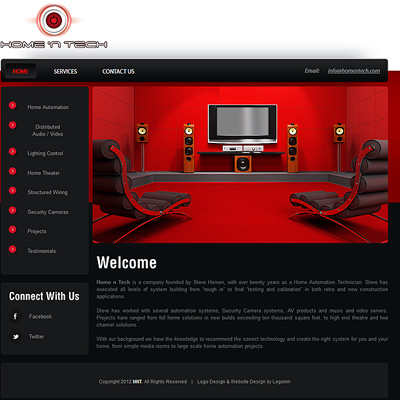 HOME 'N TECH
HOME SERVICES CONTACT US Email: info@homentech.com
Home Automation
Distributed
Audio / Video
Lighting Control
Home Theater
Structured Wiring
Security Cameras
Projects
Testimonials
Connect With Us
Facebook
Twitter
Welcome
Home n Tech is a company founded by Steve Homen, with over twenty years as a Home Automation Technician. Steve has
executed all levels of system building from "rough in" to final "testing and calibration" in both retro and new construction
applications.
Steve has worked with several automation systems, Security Camera systems, AV products and music and video servers.
Projects have ranged from full home solutions in new builds exceeding ten thousand square feet, to high end theatre and two
channel solutions.
With our background we have the knowledge to recommend the correct technology and create the right system for you and your
home, from simple media rooms to large scale home automation projects.
Copyright 2012 HNT. All Rights Reserved | Logo Design & Website Design by Logoinn